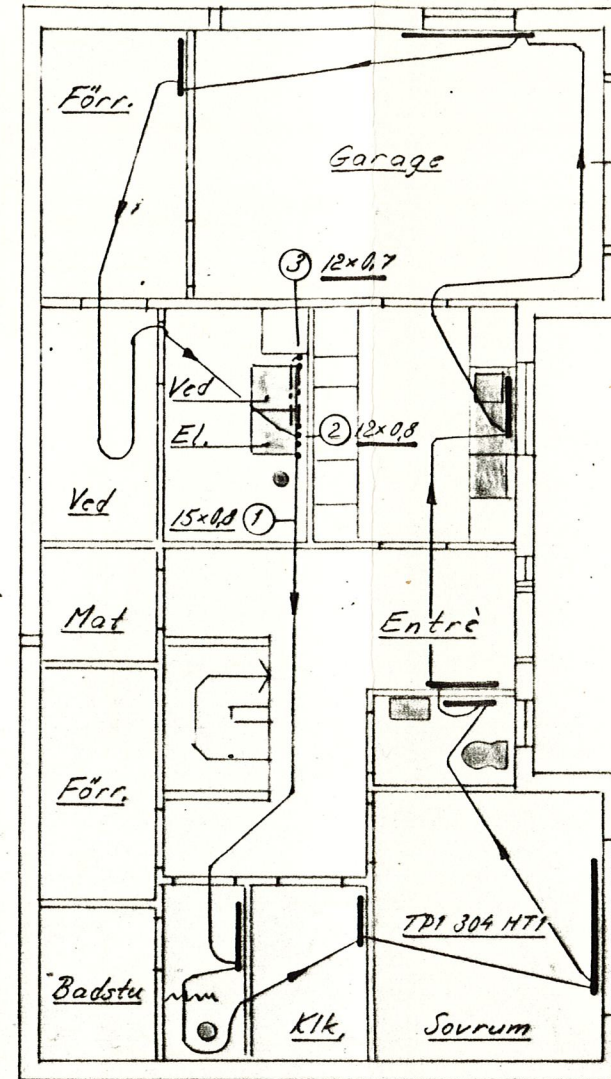 Förr.
Garage
3 12×0,7
Ved
El.
2 12×0,8
Ved
15×0,8 1
Mat
Entrè
Förr.
TP1 304 HT1
Badstu
Klk.
Sovrum